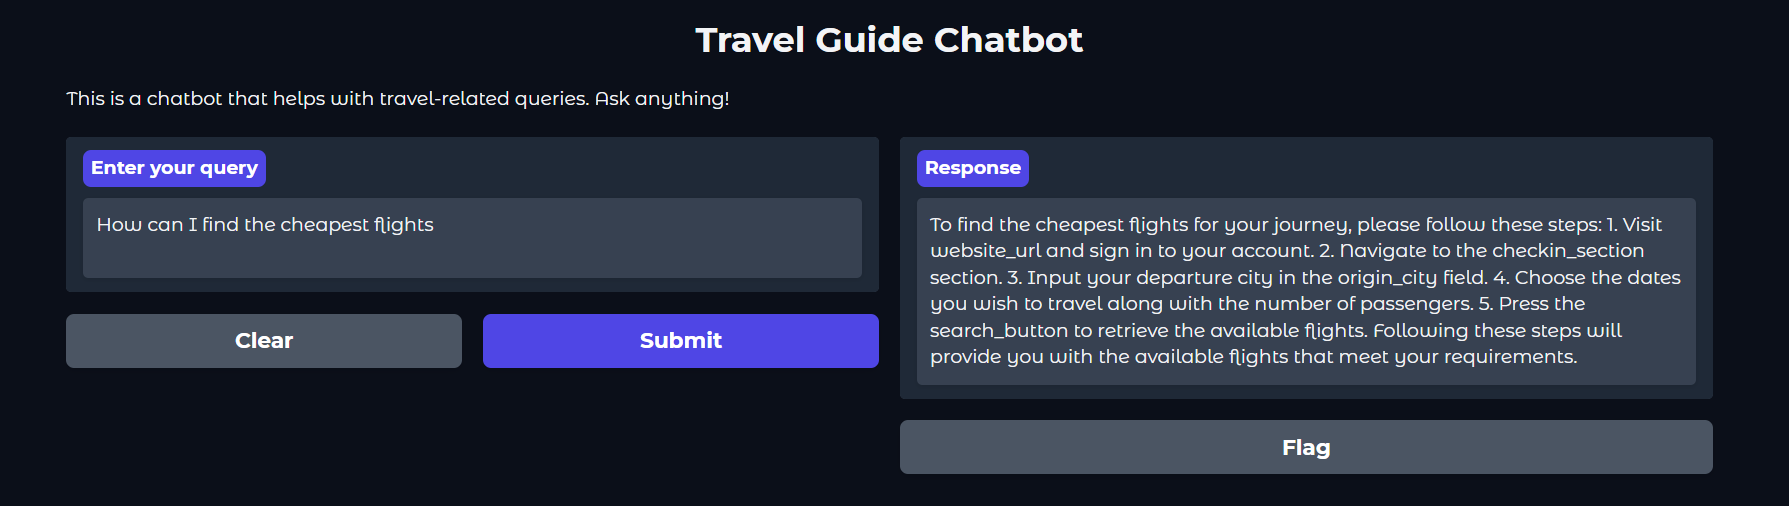 Travel Guide Chatbot
This is a chatbot that helps with travel-related queries. Ask anything!
Enter your query
How can I find the cheapest flights
Clear
Submit
Response
To find the cheapest flights for your journey, please follow these steps: 1. Visit
website_url and sign in to your account. 2. Navigate to the checkin_section
section. 3. Input your departure city in the origin_city field. 4. Choose the dates
you wish to travel along with the number of passengers. 5. Press the
search_button to retrieve the available flights. Following these steps will
provide you with the available flights that meet your requirements.
Flag